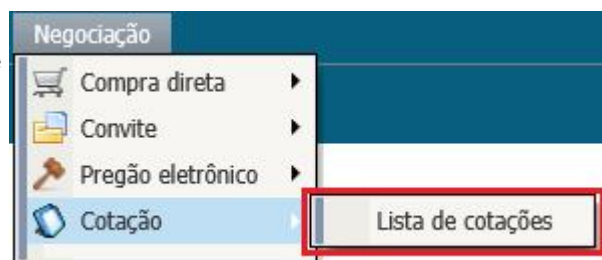 Negociação
Compra direta
Convite
Pregão eletrônico
Cotação
Lista de cotações